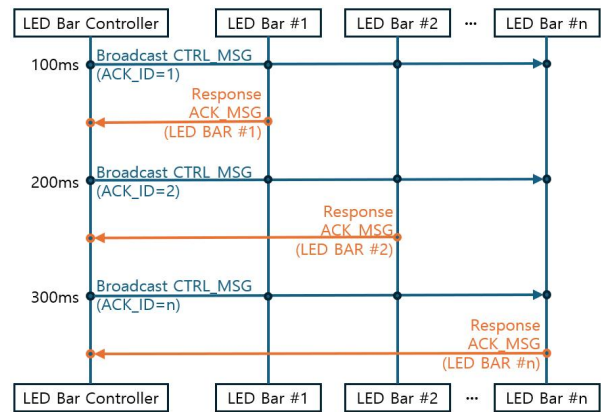 LED Bar Controller LED Bar #1 LED Bar #2 ... LED Bar #n
100ms Broadcast CTRL_MSG
(ACK_ID=1)
Response
ACK_MSG
(LED BAR #1)
200ms Broadcast CTRL_MSG
(ACK_ID=2)
Response
ACK_MSG
(LED BAR #2)
300ms Broadcast CTRL_MSG
(ACK_ID=n)
Response
ACK_MSG
(LED BAR #n)
LED Bar Controller LED Bar #1 LED Bar #2 ... LED Bar #n